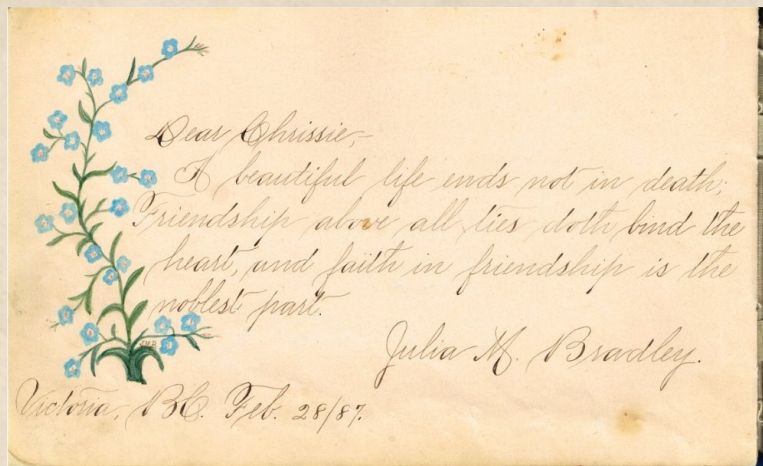 Dear Chrissie,-
A beautiful life ends not in death;
Friendship above all ties doth bind the
heart, and faith in friendship is the
noblest part.
Julia M. Bradley.
Victoria, BC. Feb. 28/87.